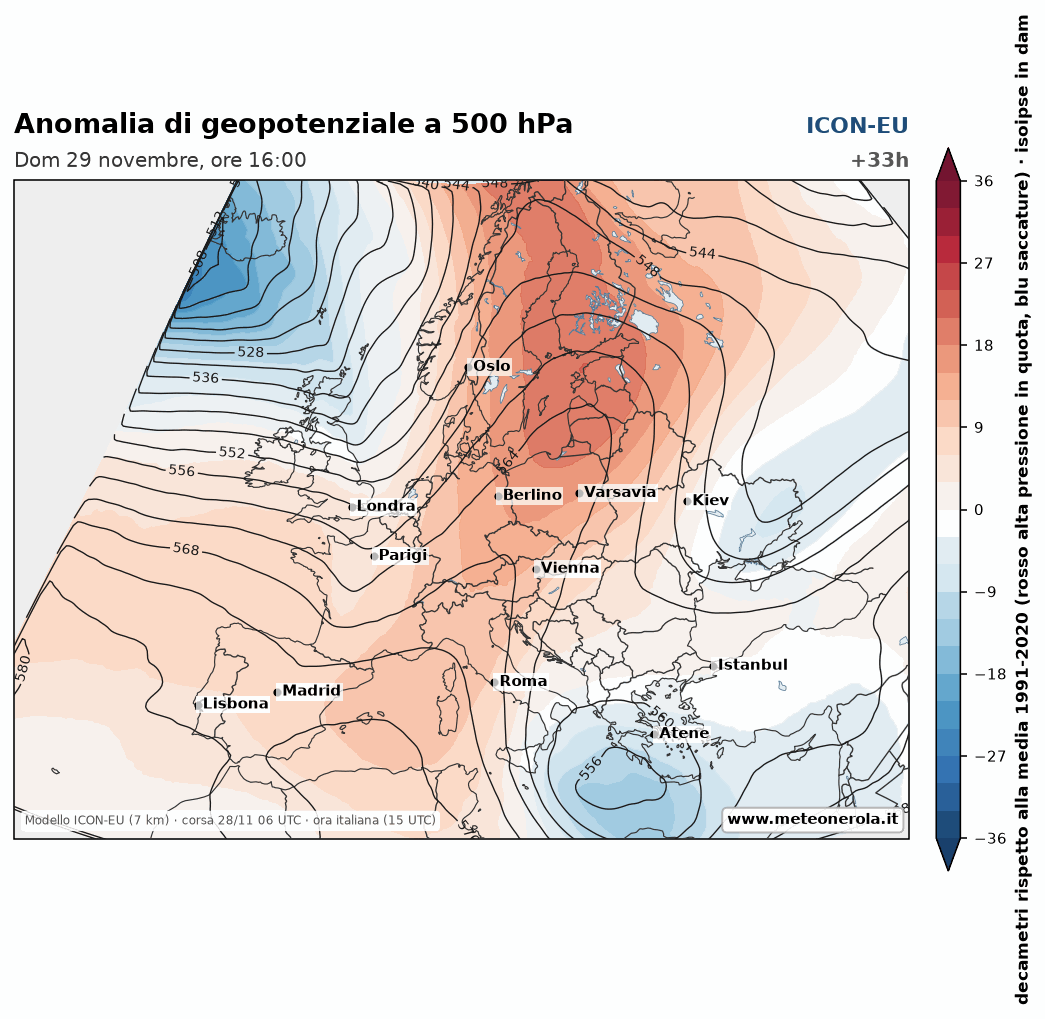 Anomalia di geopotenziale a 500 hPa
ICON-EU
Dom 29 novembre, ore 16:00
+33h
540
544
548
512
508
544
548
528
536
552
556
564
568
580
560
556
Oslo
Londra
Berlino
Varsavia
Kiev
Parigi
Vienna
Lisbona
Madrid
Roma
Istanbul
Atene
Modello ICON-EU (7 km) · corsa 28/11 06 UTC · ora italiana (15 UTC)
www.meteonerola.it
36
27
18
9
0
−9
−18
−27
−36
decametri rispetto alla media 1991-2020 (rosso alta pressione in quota, blu saccature) · isoipse in dam